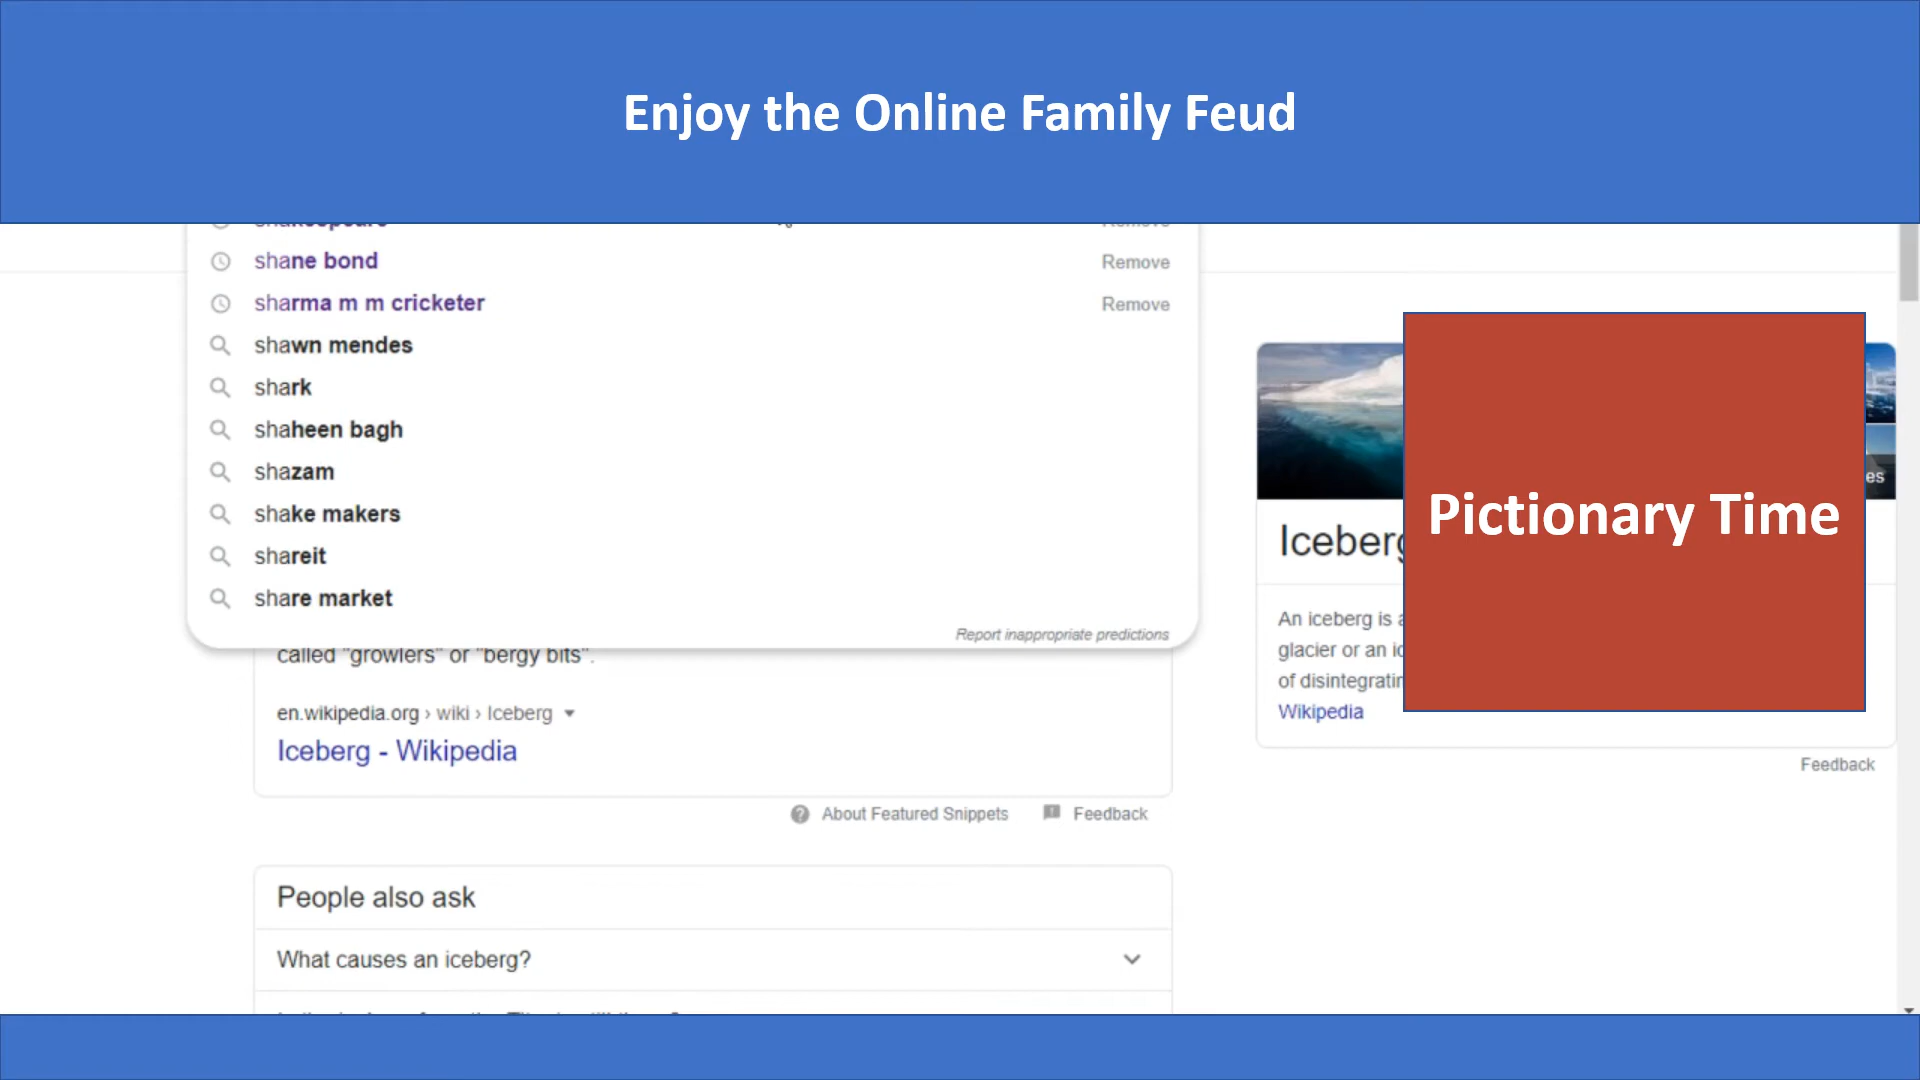 Enjoy the Online Family Feud
shane bond
Remove
sharma m m cricketer
Remove
shawn mendes
shark
shaheen bagh
shazam
shake makers
shareit
share market
Report inappropriate predictions
called "growlers" or "bergy bits".
en.wikipedia.org › wiki › Iceberg
Iceberg - Wikipedia
About Featured Snippets
Feedback
People also ask
What causes an iceberg?
es
Iceberg
An iceberg is a
glacier or an ic
of disintegratin
Wikipedia
Feedback
Pictionary Time